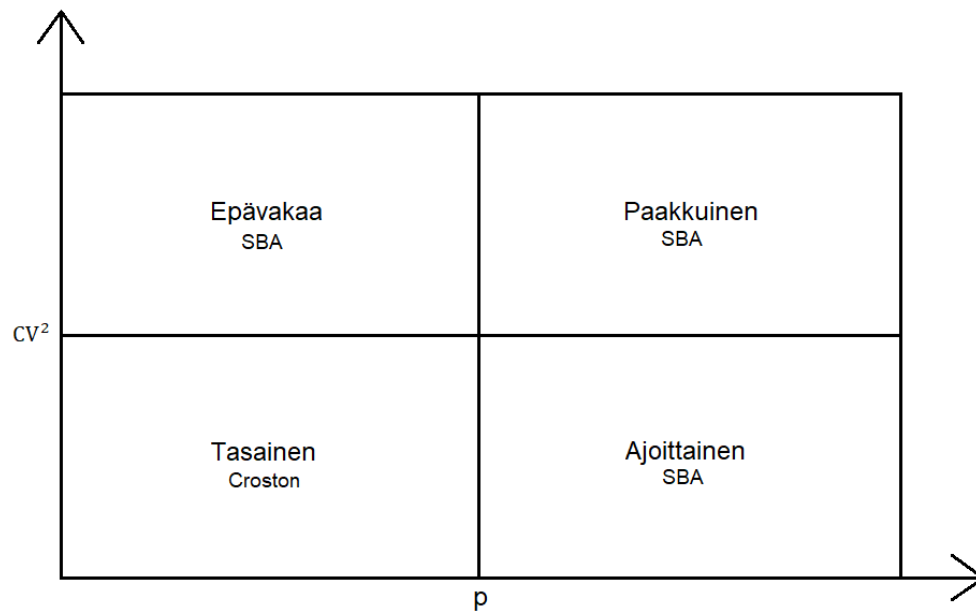 Epävakaa
SBA
Paakkuinen
SBA
CV²
Tasainen
Croston
Ajoittainen
SBA
p